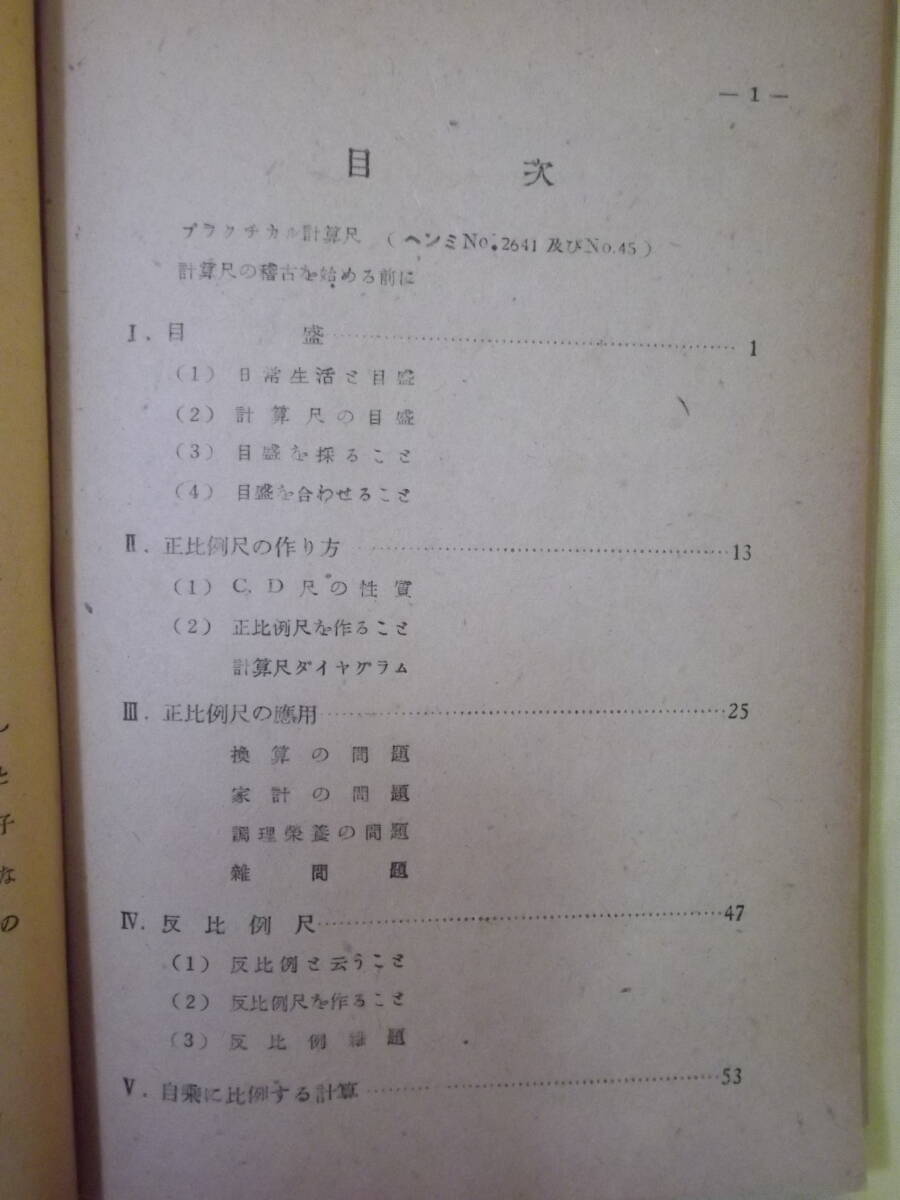 — 1 —
目 次
プラクチカル計算尺 (ヘンミNo.2641及びNo.45)
計算尺の稽古を始める前に
Ⅰ. 目 盛 1
(1) 日常生活と目盛
(2) 計算尺の目盛
(3) 目盛を採ること
(4) 目盛を合わせること
Ⅱ. 正比例尺の作り方 13
(1) C, D尺の性質
(2) 正比例尺を作ること
計算尺ダイヤグラム
Ⅲ. 正比例尺の應用 25
換算の問題
家計の問題
調理榮養の問題
雑問題
Ⅳ. 反比例尺 47
(1) 反比例と云うこと
(2) 反比例尺を作ること
(3) 反比例雑題
Ⅴ. 自乘に比例する計算 53
し
と
子
な
の